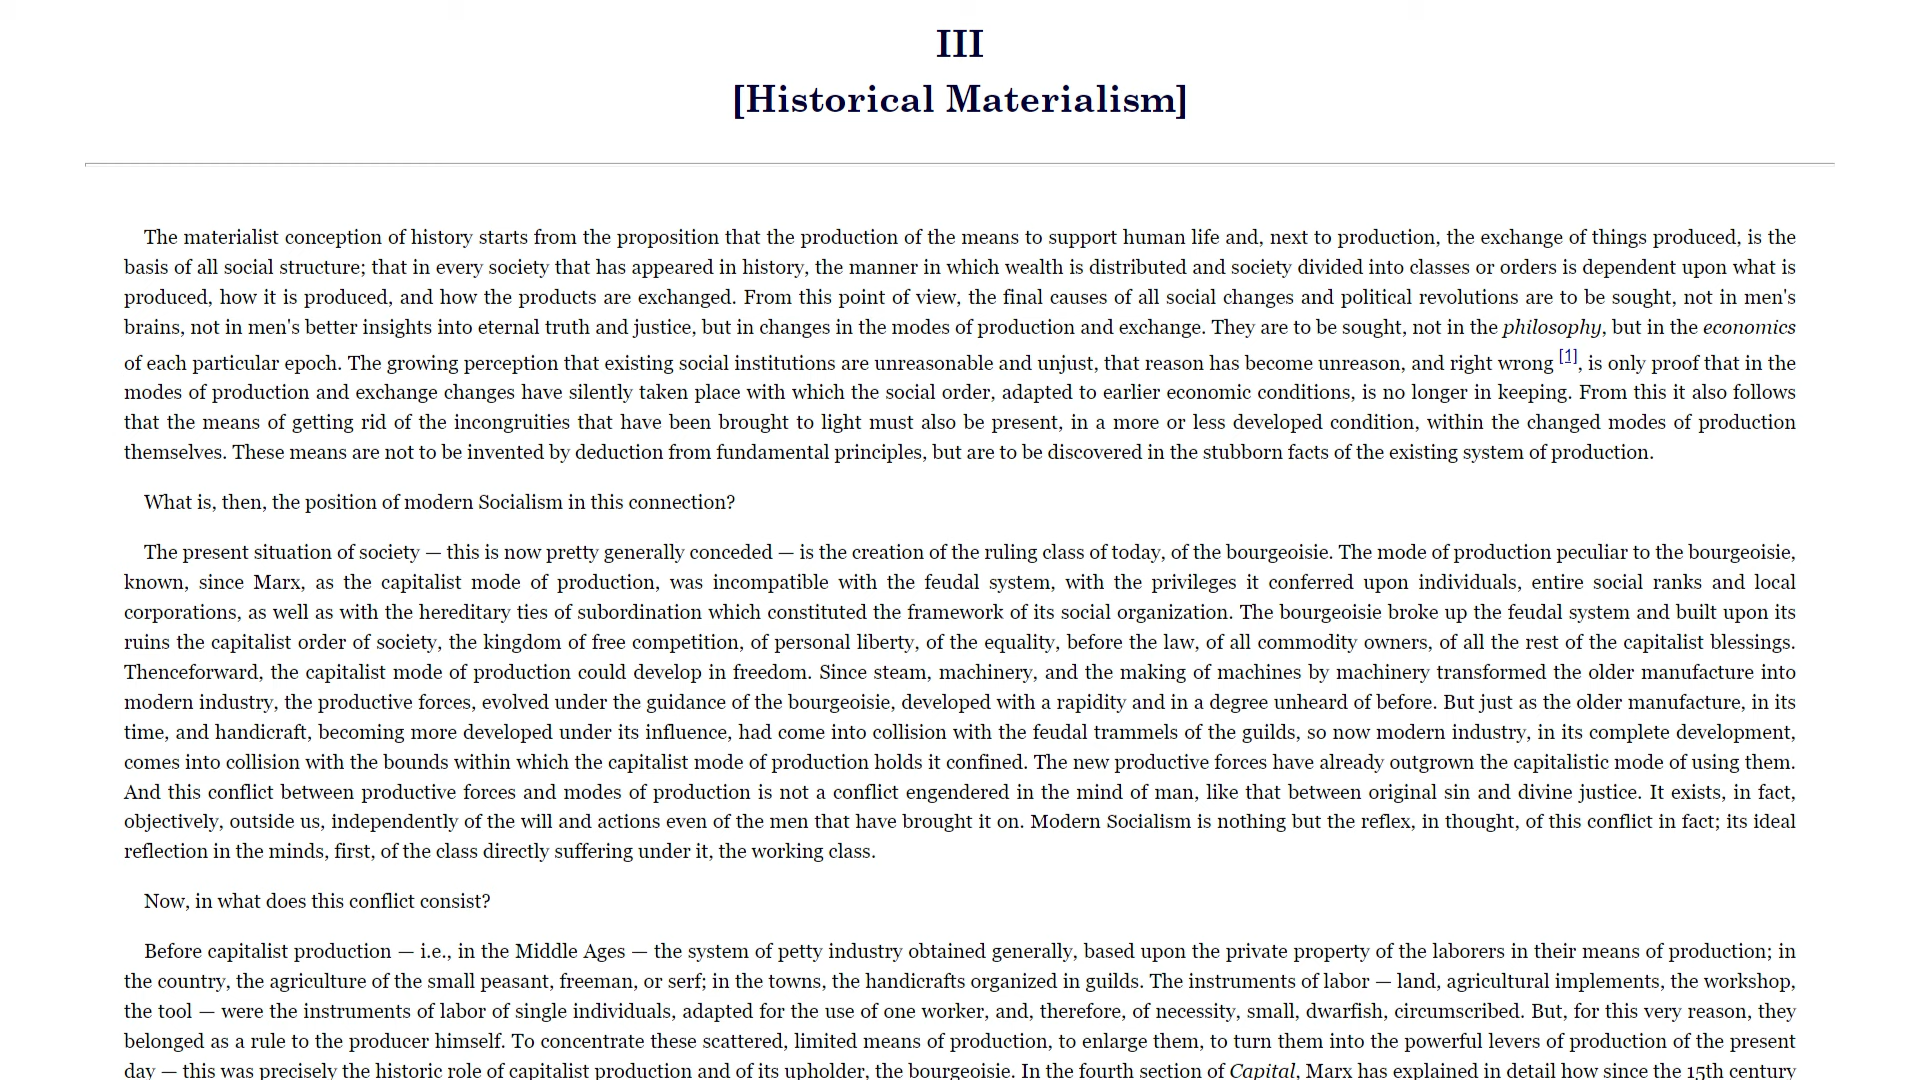 III
[Historical Materialism]
The materialist conception of history starts from the proposition that the production of the means to support human life and, next to production, the exchange of things produced, is the
basis of all social structure; that in every society that has appeared in history, the manner in which wealth is distributed and society divided into classes or orders is dependent upon what is
produced, how it is produced, and how the products are exchanged. From this point of view, the final causes of all social changes and political revolutions are to be sought, not in men's
brains, not in men's better insights into eternal truth and justice, but in changes in the modes of production and exchange. They are to be sought, not in the philosophy, but in the economics
of each particular epoch. The growing perception that existing social institutions are unreasonable and unjust, that reason has become unreason, and right wrong [1], is only proof that in the
modes of production and exchange changes have silently taken place with which the social order, adapted to earlier economic conditions, is no longer in keeping. From this it also follows
that the means of getting rid of the incongruities that have been brought to light must also be present, in a more or less developed condition, within the changed modes of production
themselves. These means are not to be invented by deduction from fundamental principles, but are to be discovered in the stubborn facts of the existing system of production.
What is, then, the position of modern Socialism in this connection?
The present situation of society — this is now pretty generally conceded — is the creation of the ruling class of today, of the bourgeoisie. The mode of production peculiar to the bourgeoisie,
known, since Marx, as the capitalist mode of production, was incompatible with the feudal system, with the privileges it conferred upon individuals, entire social ranks and local
corporations, as well as with the hereditary ties of subordination which constituted the framework of its social organization. The bourgeoisie broke up the feudal system and built upon its
ruins the capitalist order of society, the kingdom of free competition, of personal liberty, of the equality, before the law, of all commodity owners, of all the rest of the capitalist blessings.
Thenceforward, the capitalist mode of production could develop in freedom. Since steam, machinery, and the making of machines by machinery transformed the older manufacture into
modern industry, the productive forces, evolved under the guidance of the bourgeoisie, developed with a rapidity and in a degree unheard of before. But just as the older manufacture, in its
time, and handicraft, becoming more developed under its influence, had come into collision with the feudal trammels of the guilds, so now modern industry, in its complete development,
comes into collision with the bounds within which the capitalist mode of production holds it confined. The new productive forces have already outgrown the capitalistic mode of using them.
And this conflict between productive forces and modes of production is not a conflict engendered in the mind of man, like that between original sin and divine justice. It exists, in fact,
objectively, outside us, independently of the will and actions even of the men that have brought it on. Modern Socialism is nothing but the reflex, in thought, of this conflict in fact; its ideal
reflection in the minds, first, of the class directly suffering under it, the working class.
Now, in what does this conflict consist?
Before capitalist production — i.e., in the Middle Ages — the system of petty industry obtained generally, based upon the private property of the laborers in their means of production; in
the country, the agriculture of the small peasant, freeman, or serf; in the towns, the handicrafts organized in guilds. The instruments of labor — land, agricultural implements, the workshop,
the tool — were the instruments of labor of single individuals, adapted for the use of one worker, and, therefore, of necessity, small, dwarfish, circumscribed. But, for this very reason, they
belonged as a rule to the producer himself. To concentrate these scattered, limited means of production, to enlarge them, to turn them into the powerful levers of production of the present
day — this was precisely the historic role of capitalist production and of its upholder, the bourgeoisie. In the fourth section of Capital, Marx has explained in detail how since the 15th century